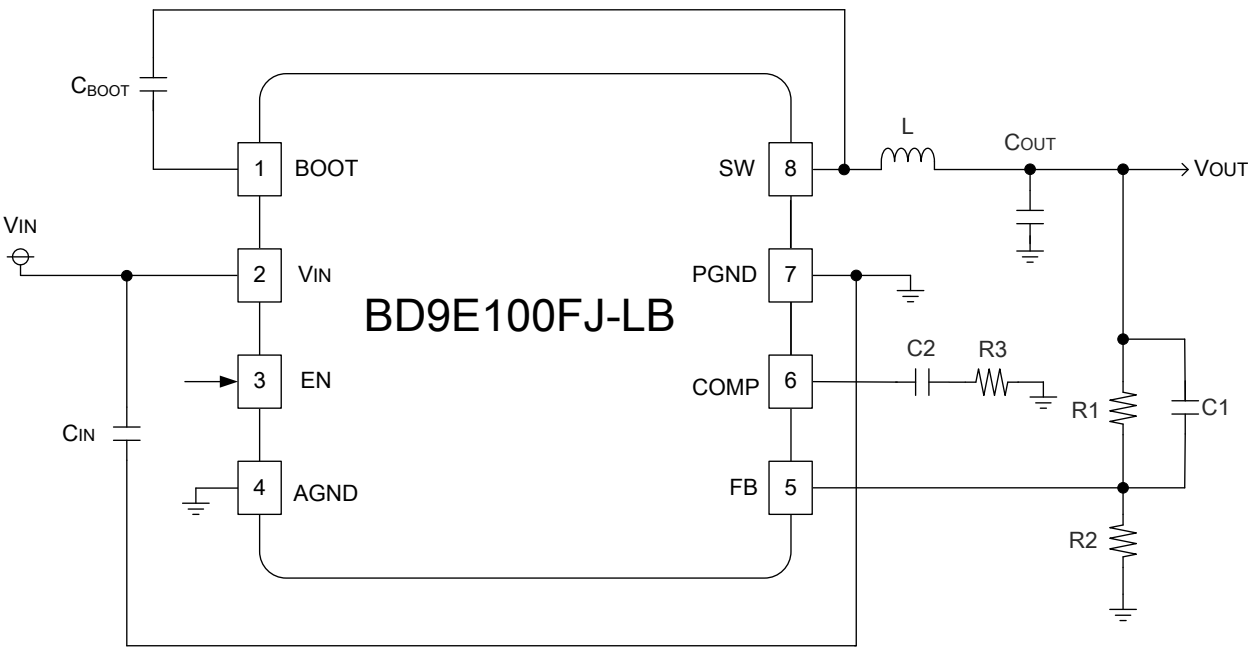 CBOOT
1 BOOT
SW 8
L
COUT
VOUT
VIN
2 VIN
PGND 7
BD9E100FJ-LB
3 EN
COMP 6
C2
R3
R1
C1
CIN
4 AGND
FB 5
R2